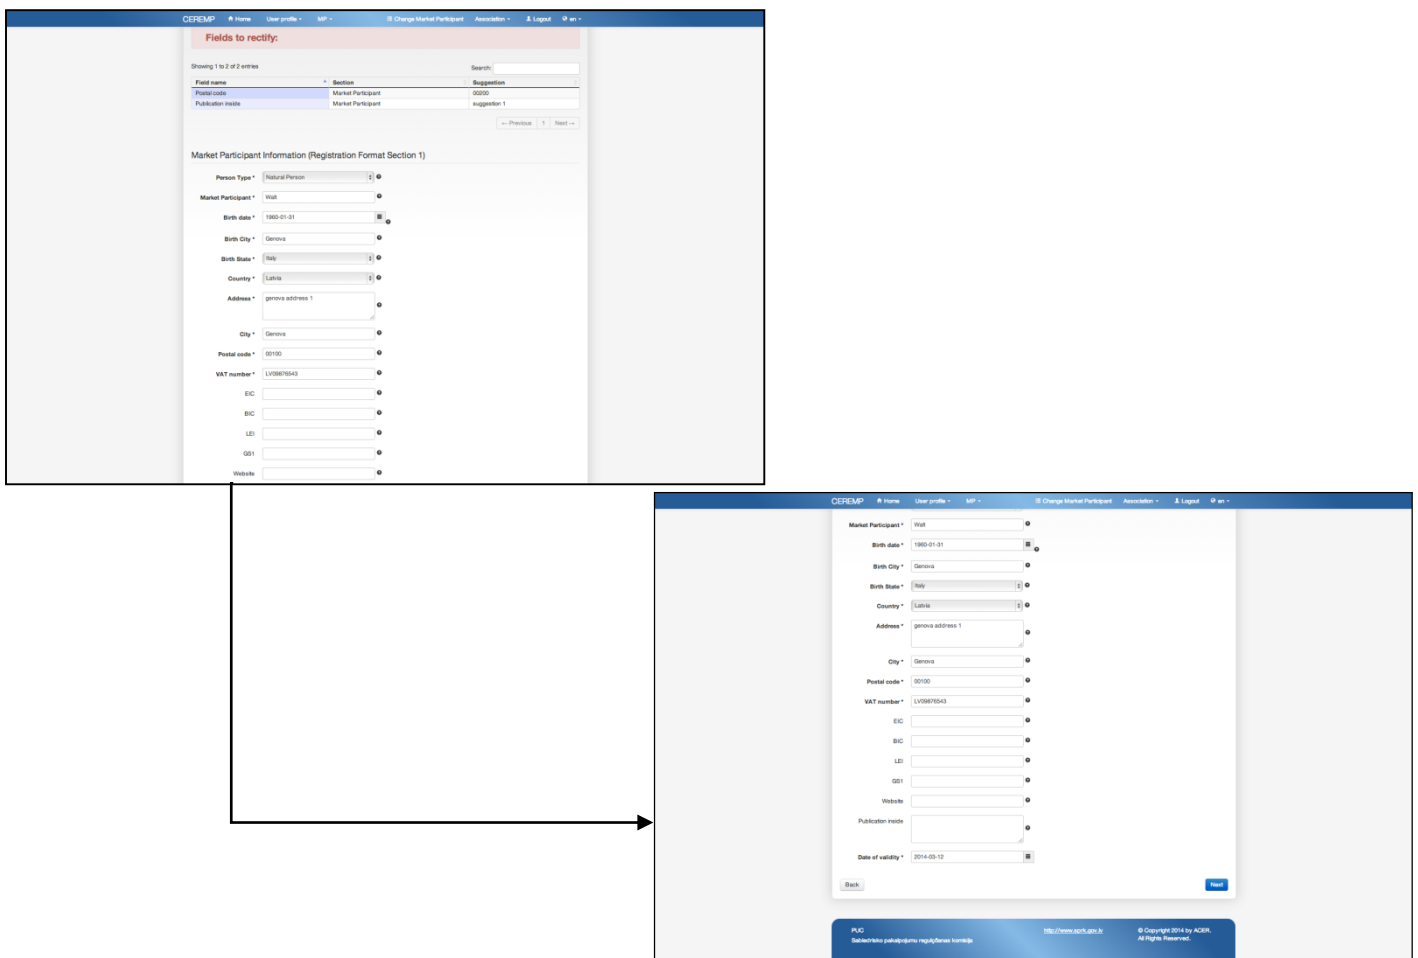 CEREMP Home User profile MP Change Market Participant Association Logout en
Fields to rectify:
Showing 1 to 2 of 2 entries Search:
Field name Section Suggestion
Postal code Market Participant 00200
Publication inside Market Participant suggestion 1
← Previous 1 Next →
Market Participant Information (Registration Format Section 1)
Person Type * Natural Person
Market Participant * Walt
Birth date * 1960-01-31
Birth City * Genova
Birth State * Italy
Country * Latvia
Address * genova address 1
City * Genova
Postal code * 00100
VAT number * LV09876543
EIC
BIC
LEI
GS1
Website
CEREMP Home User profile MP Change Market Participant Association Logout en
Market Participant * Walt
Birth date * 1960-01-31
Birth City * Genova
Birth State * Italy
Country * Latvia
Address * genova address 1
City * Genova
Postal code * 00100
VAT number * LV09876543
EIC
BIC
LEI
GS1
Website
Publication inside
Date of validity * 2014-03-12
Back Next
PUC http://www.sprk.gov.lv © Copyright 2014 by ACER.
Sabiedrisko pakalpojumu regulēšanas komisija All Rights Reserved.